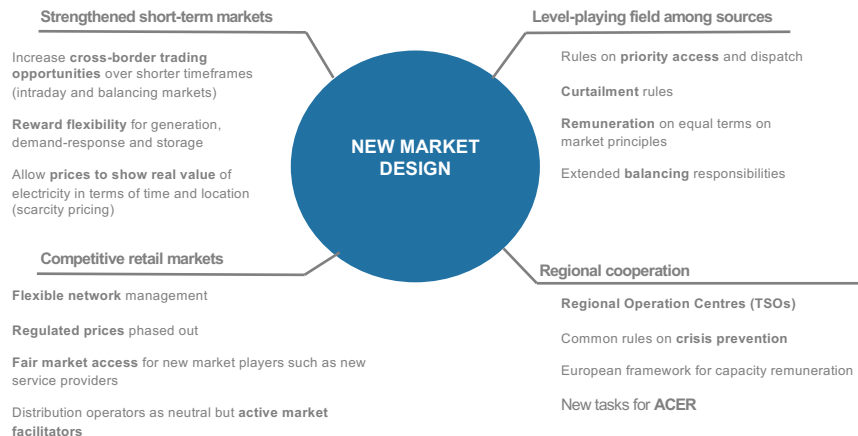 Strengthened short-term markets
Increase cross-border trading
opportunities over shorter timeframes
(intraday and balancing markets)
Reward flexibility for generation,
demand-response and storage
Allow prices to show real value of
electricity in terms of time and location
(scarcity pricing)
Level-playing field among sources
Rules on priority access and dispatch
Curtailment rules
Remuneration on equal terms on
market principles
Extended balancing responsibilities
NEW MARKET
DESIGN
Competitive retail markets
Flexible network management
Regulated prices phased out
Fair market access for new market players such as new
service providers
Distribution operators as neutral but active market
facilitators
Regional cooperation
Regional Operation Centres (TSOs)
Common rules on crisis prevention
European framework for capacity remuneration
New tasks for ACER